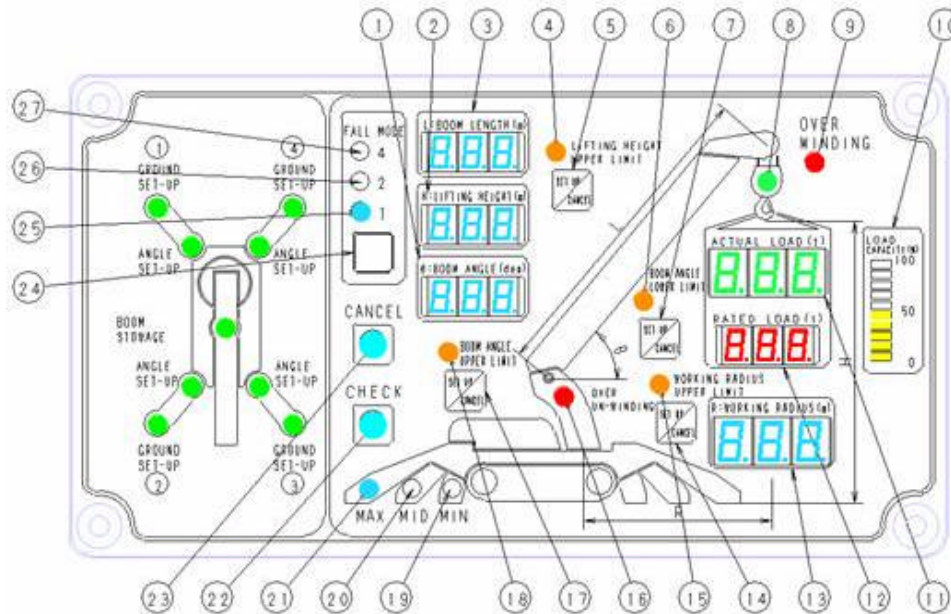 1 2 3 4 5 6 7 8 9 10
27
26
25
24
FALL MODE
4
2
1
L:BOOM LENGTH(m)
8.8.8.
H:LIFTING HEIGHT(m)
8.8.8.
θ:BOOM ANGLE(deg)
8.8.8.
LIFTING HEIGHT
UPPER LIMIT
SET UP
CANCEL
OVER
WINDING
1
GROUND
SET-UP
4
GROUND
SET-UP
ANGLE
SET-UP
ANGLE
SET-UP
BOOM
STORAGE
ANGLE
SET-UP
ANGLE
SET-UP
GROUND
SET-UP
2
GROUND
SET-UP
3
CANCEL
CHECK
BOOM ANGLE
UPPER LIMIT
SET UP
CANCEL
BOOM ANGLE
LOWER LIMIT
SET UP
CANCEL
L
θ
ACTUAL LOAD(t)
8.8.8.
RATED LOAD(t)
8.8.8.
H
LOAD
CAPACITY(%)
100
50
0
OVER
UN-WINDING
WORKING RADIUS
UPPER LIMIT
SET UP
CANCEL
R:WORKING RADIUS(m)
8.8.8.
MAX MID MIN
R
23 22 21 20 19 18 17 16 15 14 13 12 11